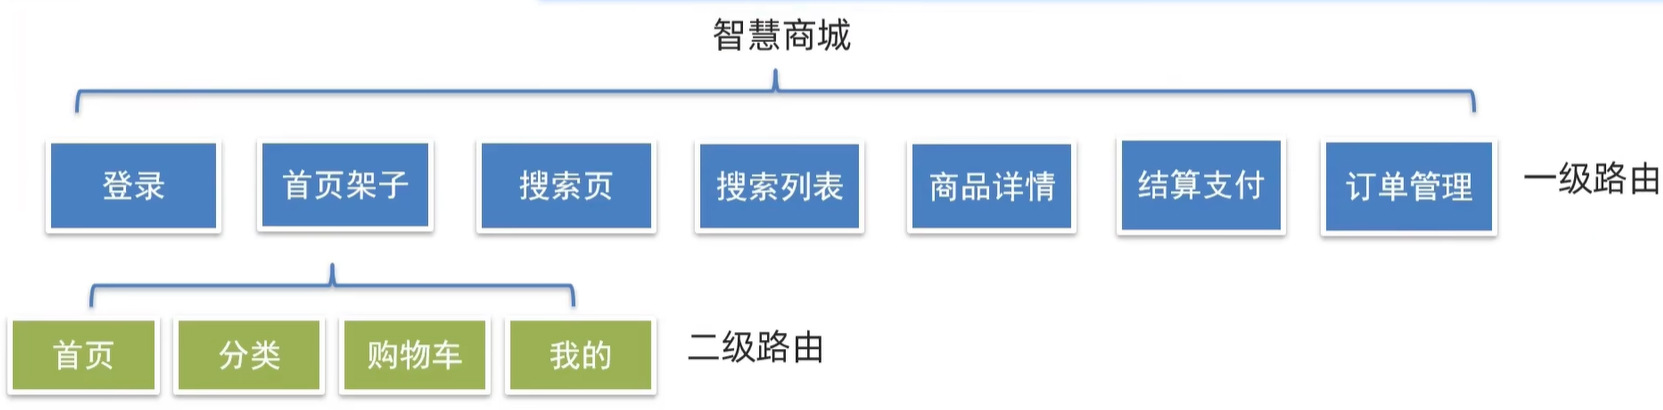 智慧商城
登录 首页架子 搜索页 搜索列表 商品详情 结算支付 订单管理 一级路由
首页 分类 购物车 我的 二级路由